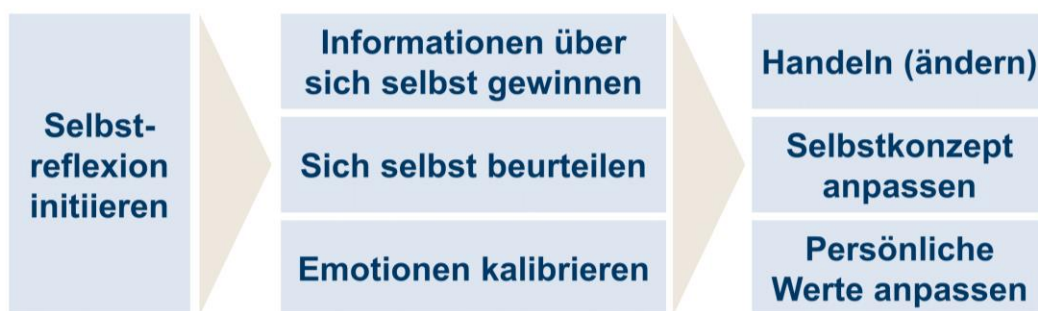 Selbst-
reflexion
initiieren
Informationen über
sich selbst gewinnen
Sich selbst beurteilen
Emotionen kalibrieren
Handeln (ändern)
Selbstkonzept
anpassen
Persönliche
Werte anpassen